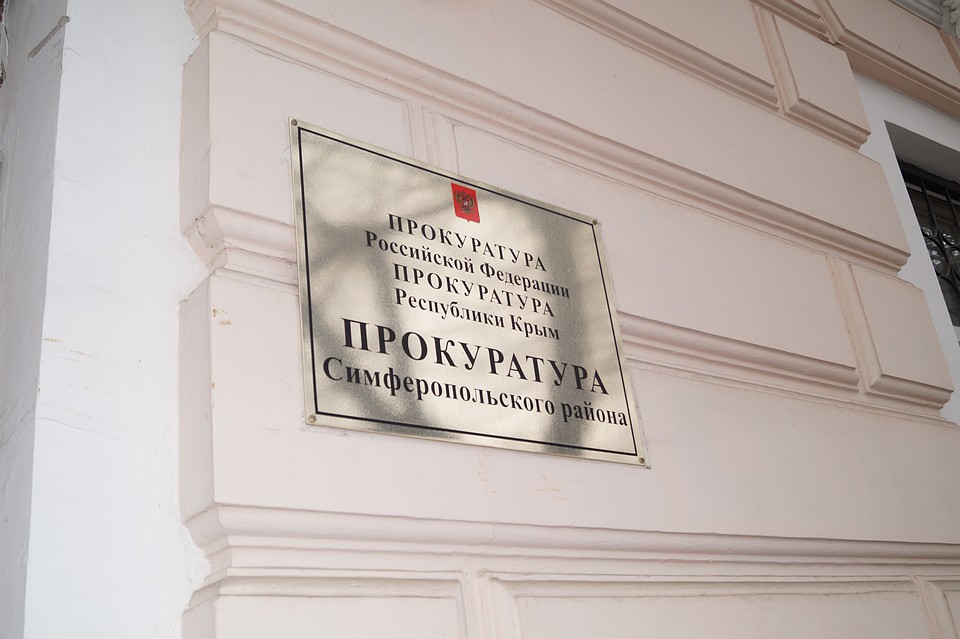 ПРОКУРАТУРА
Российской Федерации
ПРОКУРАТУРА
Республики Крым
ПРОКУРАТУРА
Симферопольского района